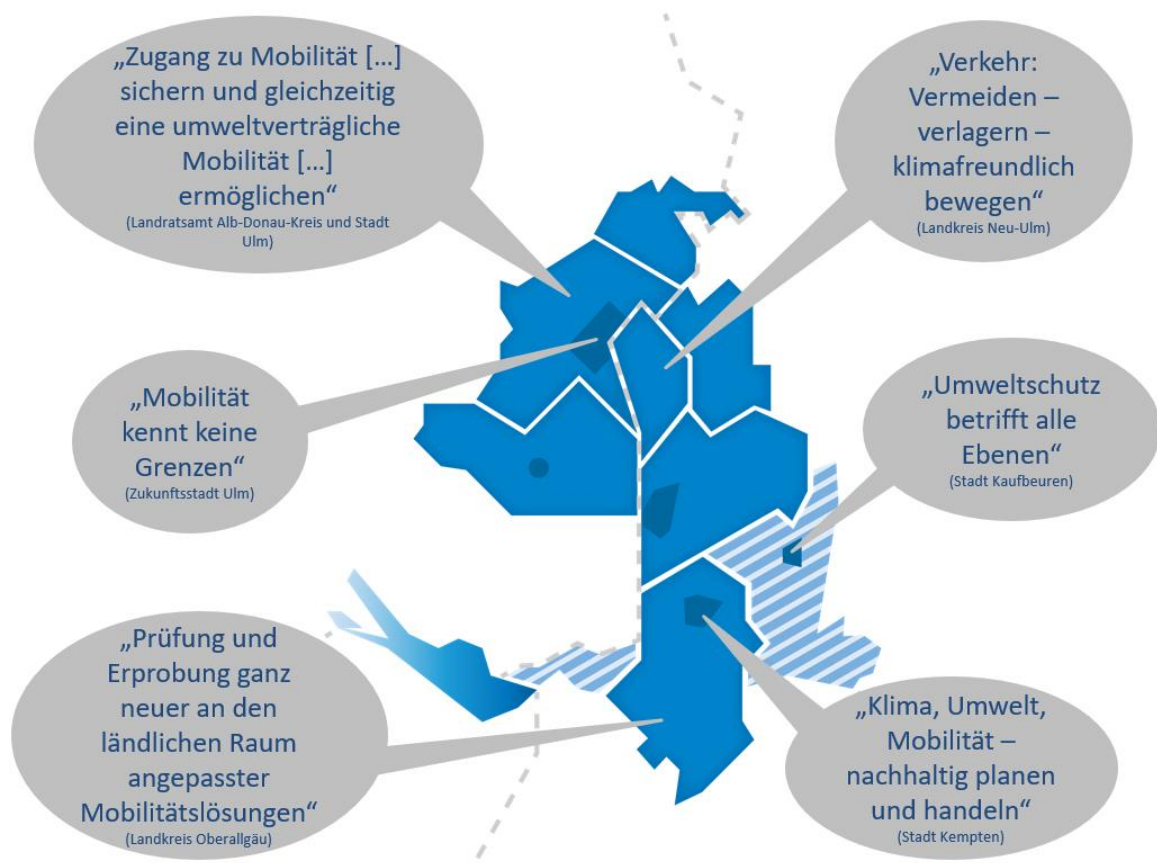 „Zugang zu Mobilität […]
sichern und gleichzeitig
eine umweltverträgliche
Mobilität […]
ermöglichen“
(Landratsamt Alb-Donau-Kreis und Stadt
Ulm)
„Verkehr:
Vermeiden –
verlagern –
klimafreundlich
bewegen“
(Landkreis Neu-Ulm)
„Mobilität
kennt keine
Grenzen“
(Zukunftsstadt Ulm)
„Umweltschutz
betrifft alle
Ebenen“
(Stadt Kaufbeuren)
„Prüfung und
Erprobung ganz
neuer an den
ländlichen Raum
angepasster
Mobilitätslösungen“
(Landkreis Oberallgäu)
„Klima, Umwelt,
Mobilität –
nachhaltig planen
und handeln“
(Stadt Kempten)